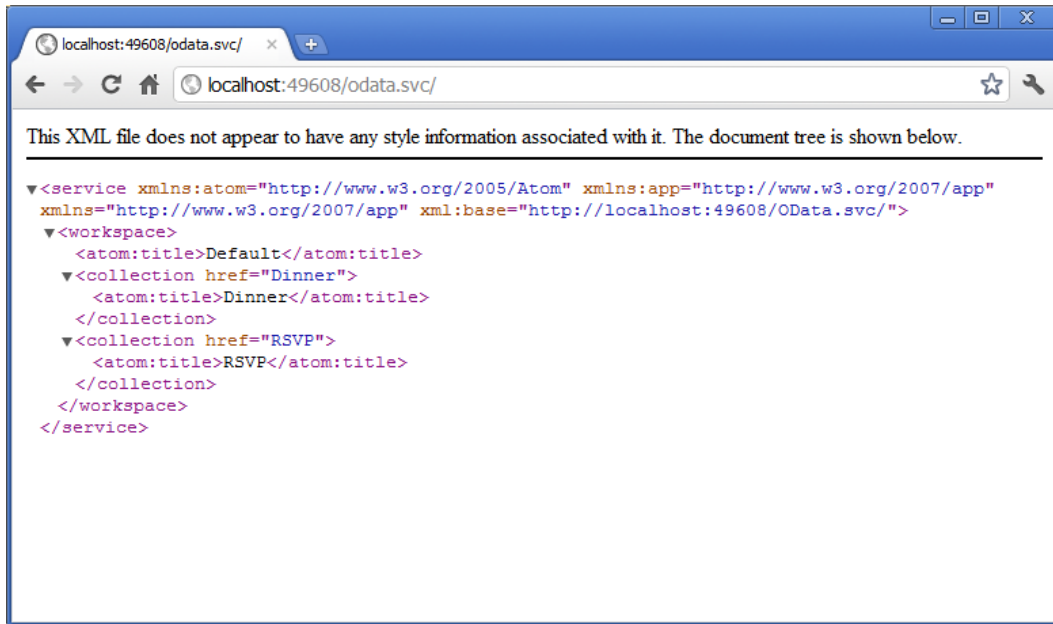 localhost:49608/odata.svc/
localhost:49608/odata.svc/
This XML file does not appear to have any style information associated with it. The document tree is shown below.
▼<service xmlns:atom="http://www.w3.org/2005/Atom" xmlns:app="http://www.w3.org/2007/app"
xmlns="http://www.w3.org/2007/app" xml:base="http://localhost:49608/OData.svc/">
▼<workspace>
<atom:title>Default</atom:title>
▼<collection href="Dinner">
<atom:title>Dinner</atom:title>
</collection>
▼<collection href="RSVP">
<atom:title>RSVP</atom:title>
</collection>
</workspace>
</service>